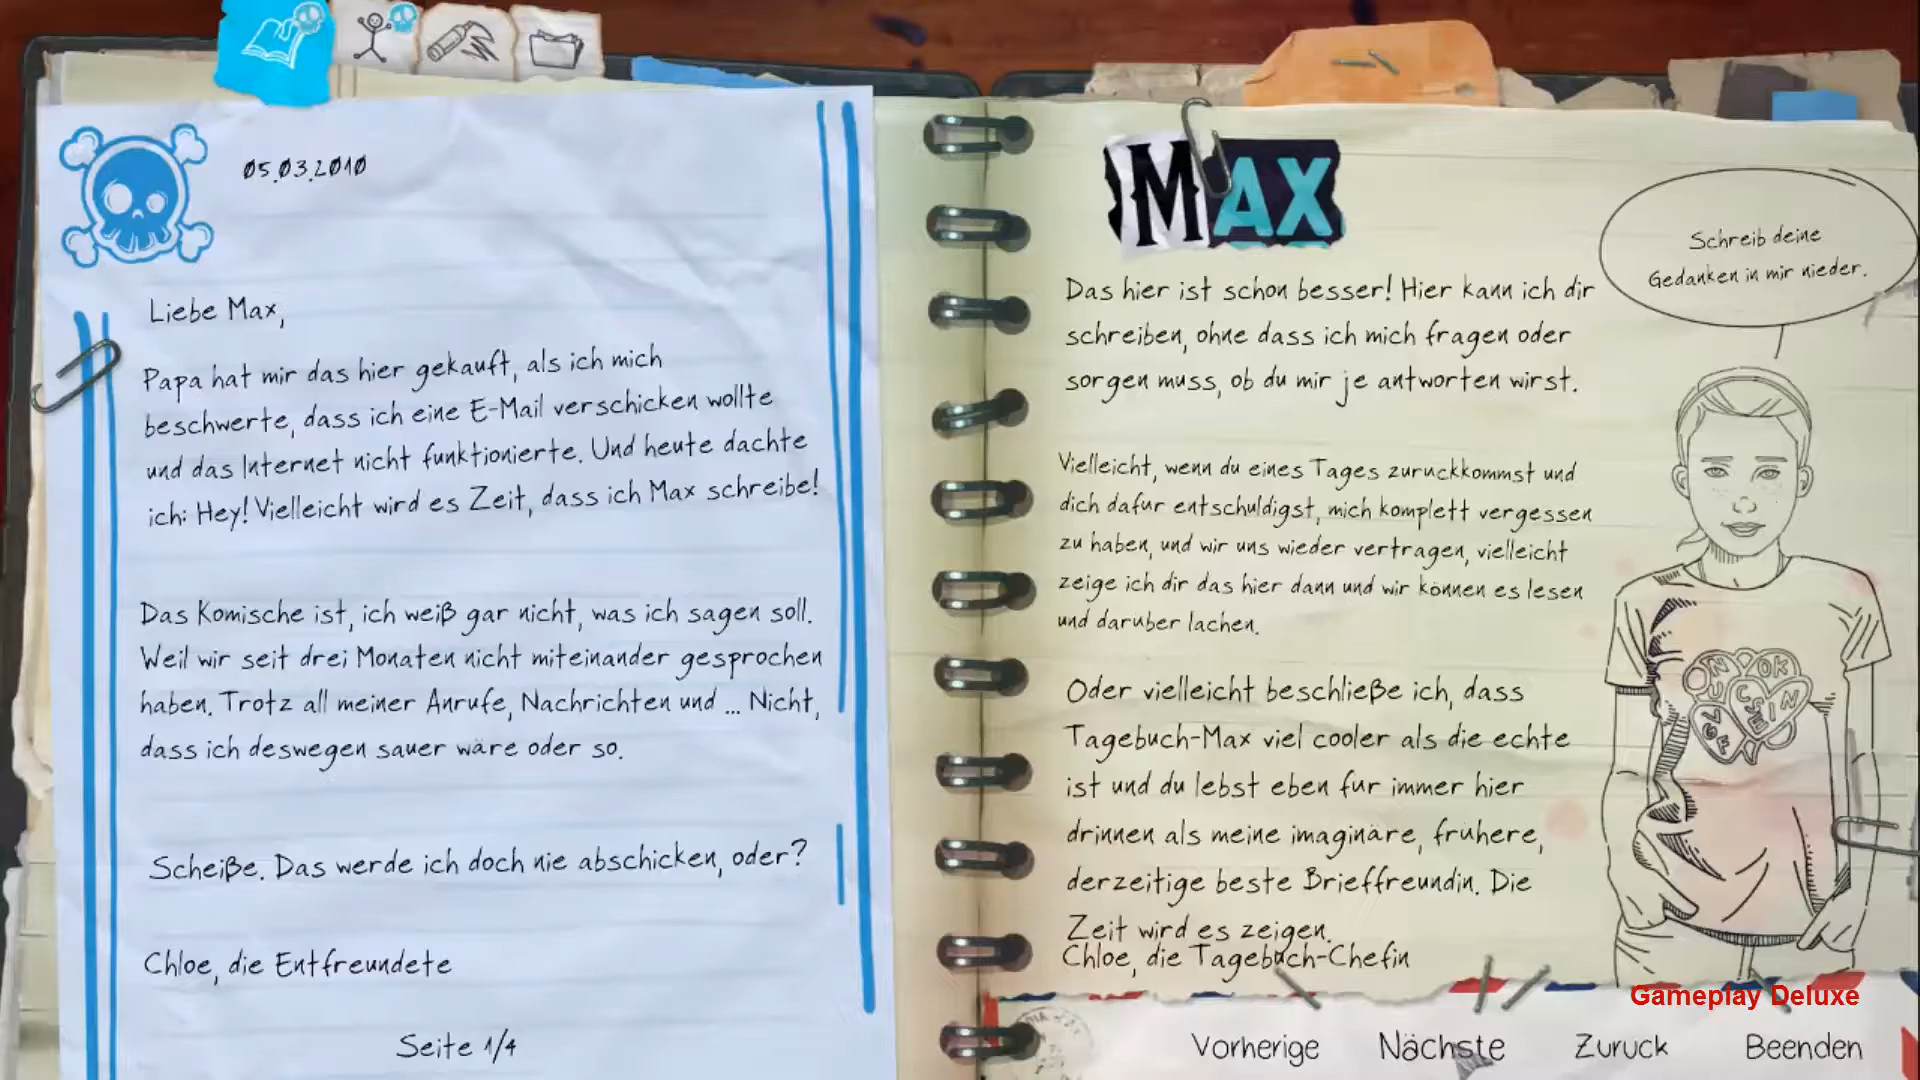 05.03.2010
Liebe Max,
Papa hat mir das hier gekauft, als ich mich
beschwerte, dass ich eine E-Mail verschicken wollte
und das Internet nicht funktionierte. Und heute dachte
ich: Hey! Vielleicht wird es Zeit, dass ich Max schreibe!
Das Komische ist, ich weiß gar nicht, was ich sagen soll.
Weil wir seit drei Monaten nicht miteinander gesprochen
haben. Trotz all meiner Anrufe, Nachrichten und ... Nicht,
dass ich deswegen sauer wäre oder so.
Scheiße. Das werde ich doch nie abschicken, oder?
Chloe, die Entfreundete
Seite 1/4
MAX
Das hier ist schon besser! Hier kann ich dir
schreiben, ohne dass ich mich fragen oder
sorgen muss, ob du mir je antworten wirst.
Vielleicht, wenn du eines Tages zuruckkommst und
dich dafur entschuldigst, mich komplett vergessen
zu haben, und wir uns wieder vertragen, vielleicht
zeige ich dir das hier dann und wir können es lesen
und daruber lachen.
Oder vielleicht beschließe ich, dass
Tagebuch-Max viel cooler als die echte
ist und du lebst eben fur immer hier
drinnen als meine imaginäre, fruhere,
derzeitige beste Brieffreundin. Die
Zeit wird es zeigen.
Chloe, die Tagebuch-Chefin
Schreib deine
Gedanken in mir nieder.
Gameplay Deluxe
Vorherige Nächste Zuruck Beenden